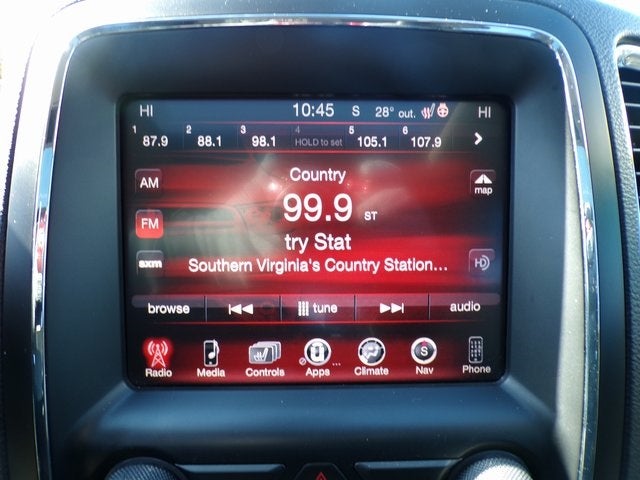 HI 10:45 S 28° out. HI
1 87.9 2 88.1 3 98.1 4 HOLD to set 5 105.1 6 107.9
AM Country map
99.9 ST
FM
try Stat
sxm Southern Virginia's Country Station... HD
browse tune audio
Radio Media Controls Apps ... Climate S Nav Phone